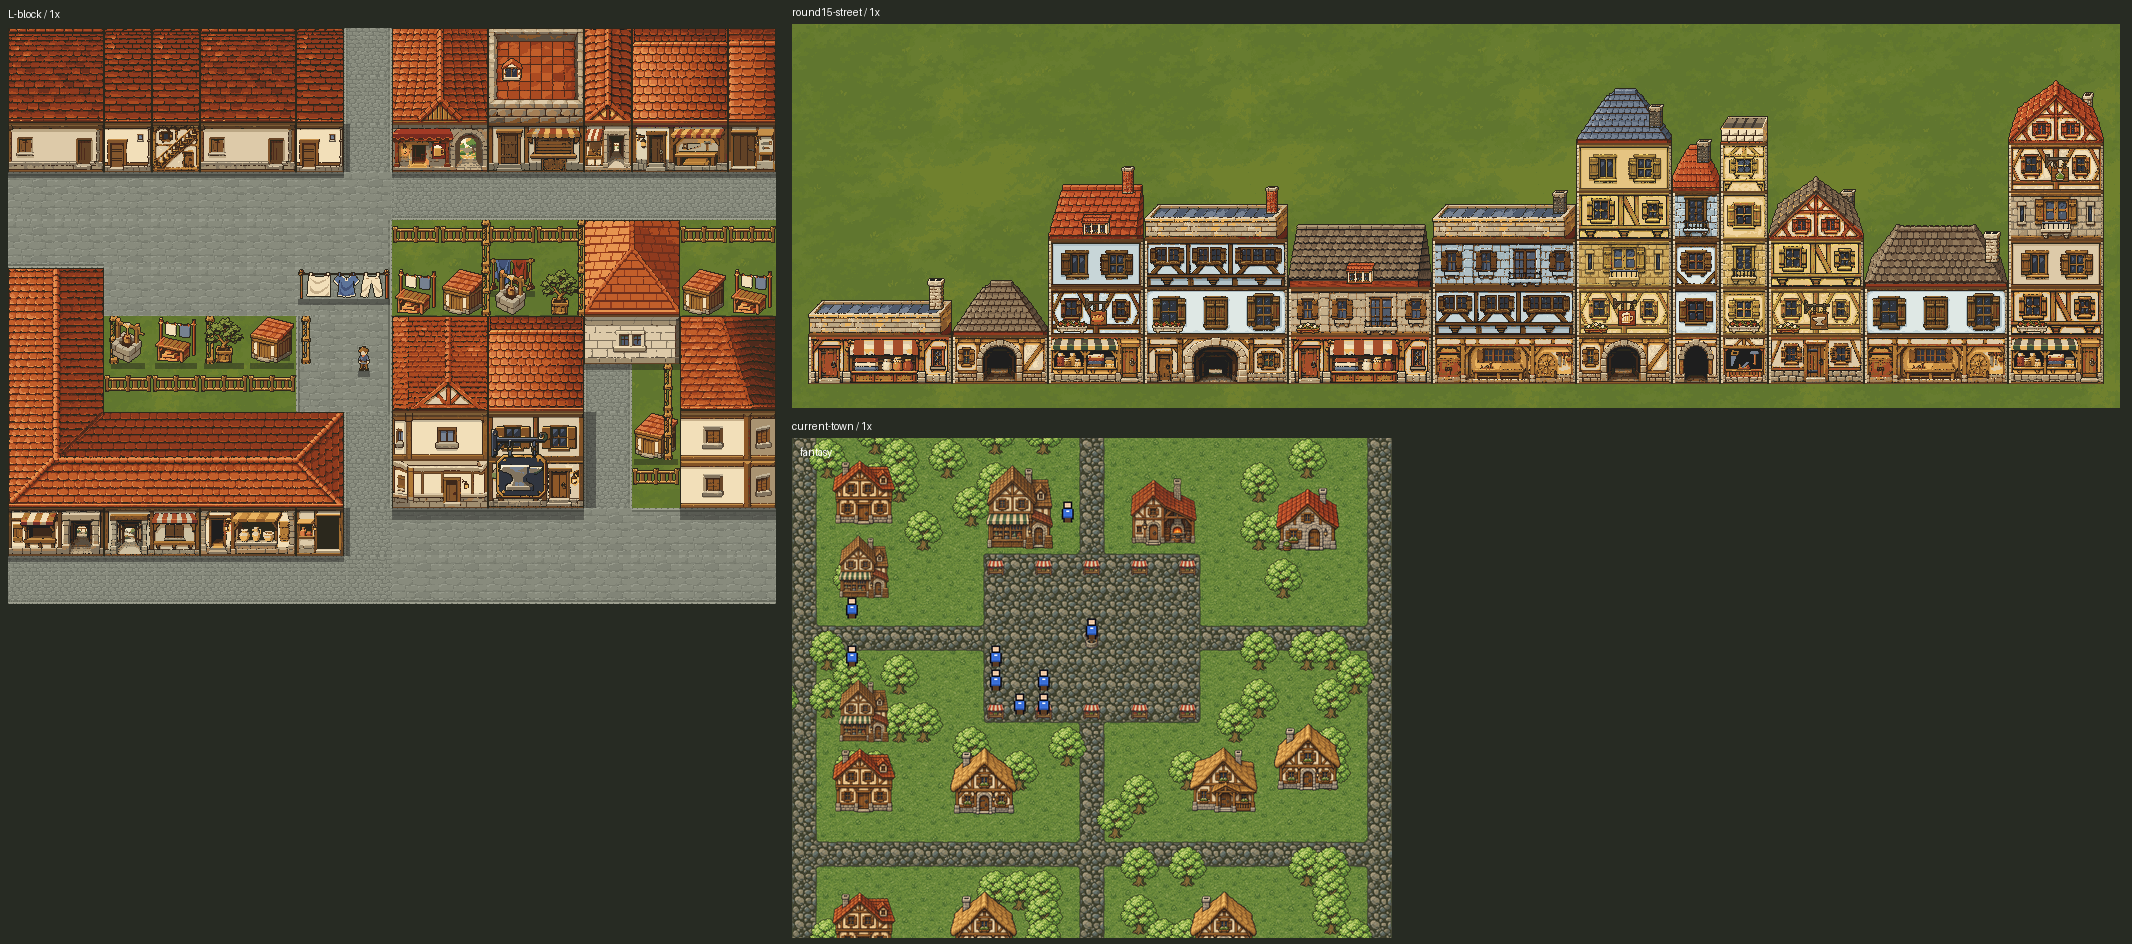 L-block / 1x
round15-street / 1x
current-town / 1x
fantasy